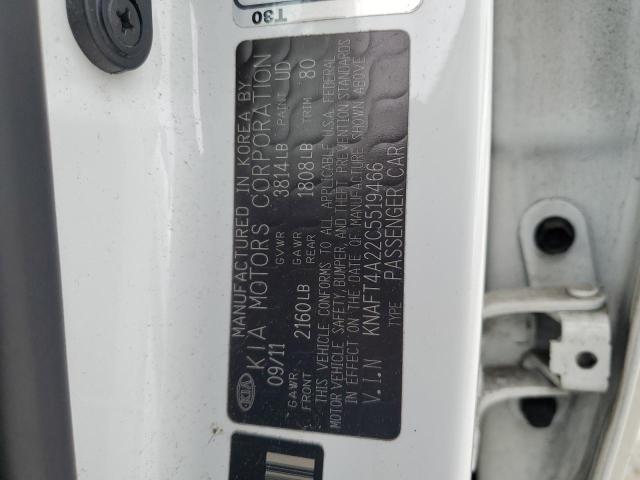 T30
MANUFACTURED IN KOREA BY
KIA MOTORS CORPORATION
09/11 GVWR 3814LB PAINT UD
GAWR FRONT 2160LB GAWR REAR 1808LB TRIM 80
THIS VEHICLE CONFORMS TO ALL APPLICABLE U.S.A. FEDERAL
MOTOR VEHICLE SAFETY, BUMPER, AND THEFT PREVENTION STANDARDS
IN EFFECT ON THE DATE OF MANUFACTURE SHOWN ABOVE
V.I.N KNAFT4A22C5519466
TYPE PASSENGER CAR
KIA